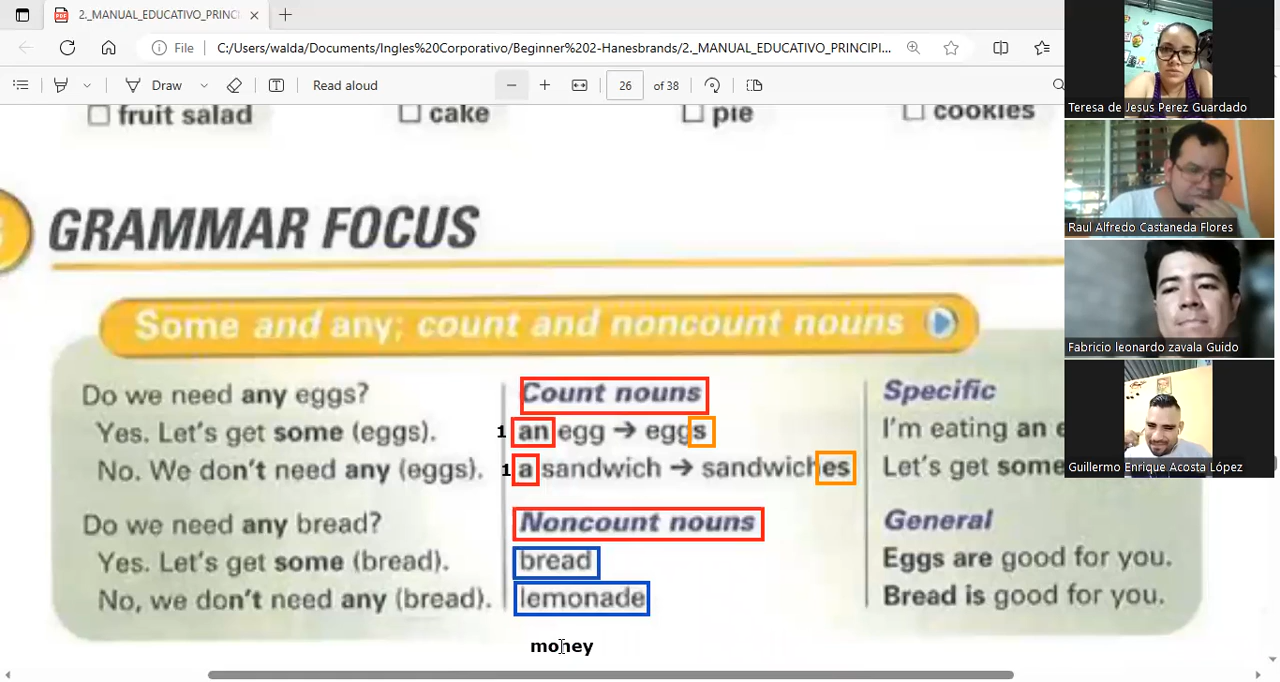 2._MANUAL_EDUCATIVO_PRINCI
File
C:/Users/walda/Documents/Ingles%20Corporativo/Beginner%202-Hanesbrands/2._MANUAL_EDUCATIVO_PRINCÍPI...
Draw
Read aloud
26
of 38
fruit salad
cake
pie
cookies
GRAMMAR FOCUS
Some and any; count and noncount nouns
Do we need any eggs?
Yes. Let's get some (eggs).
No. We don't need any (eggs).
Do we need any bread?
Yes. Let's get some (bread).
No, we don't need any (bread).
Count nouns
1 an egg → eggs
1 a sandwich → sandwiches
Noncount nouns
bread
lemonade
money
Specific
I'm eating an e
Let's get some
General
Eggs are good for you.
Bread is good for you.
Teresa de Jesus Perez Guardado
Raul Alfredo Castaneda Flores
Fabricio leonardo zavala Guido
Guillermo Enrique Acosta López